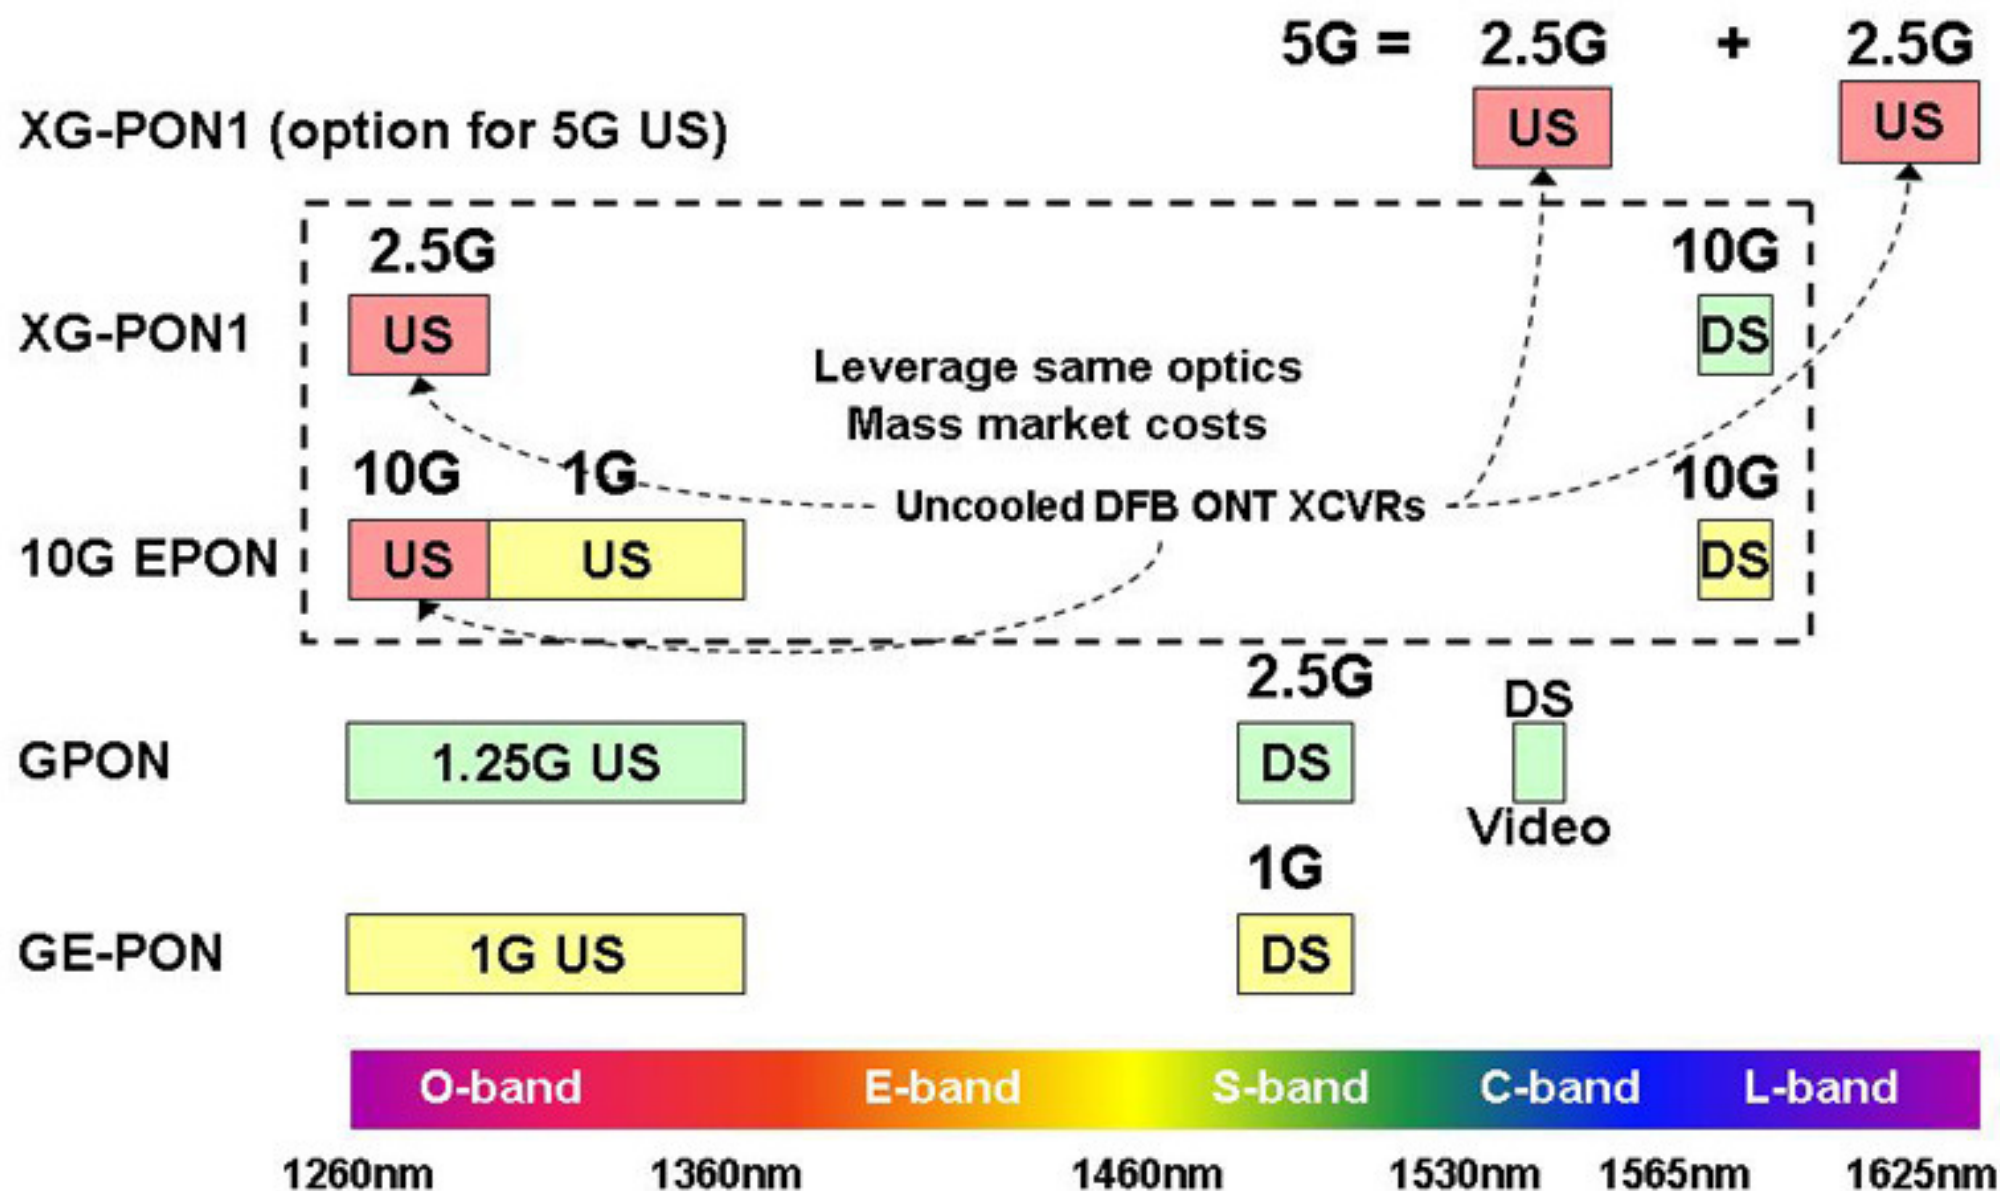 5G = 2.5G + 2.5G
XG-PON1 (option for 5G US) US US
2.5G 10G
XG-PON1 US DS
Leverage same optics
Mass market costs
10G 1G 10G
Uncooled DFB ONT XCVRs
10G EPON US US DS
2.5G DS
GPON 1.25G US DS
Video
1G
GE-PON 1G US DS
O-band E-band S-band C-band L-band
1260nm 1360nm 1460nm 1530nm 1565nm 1625nm